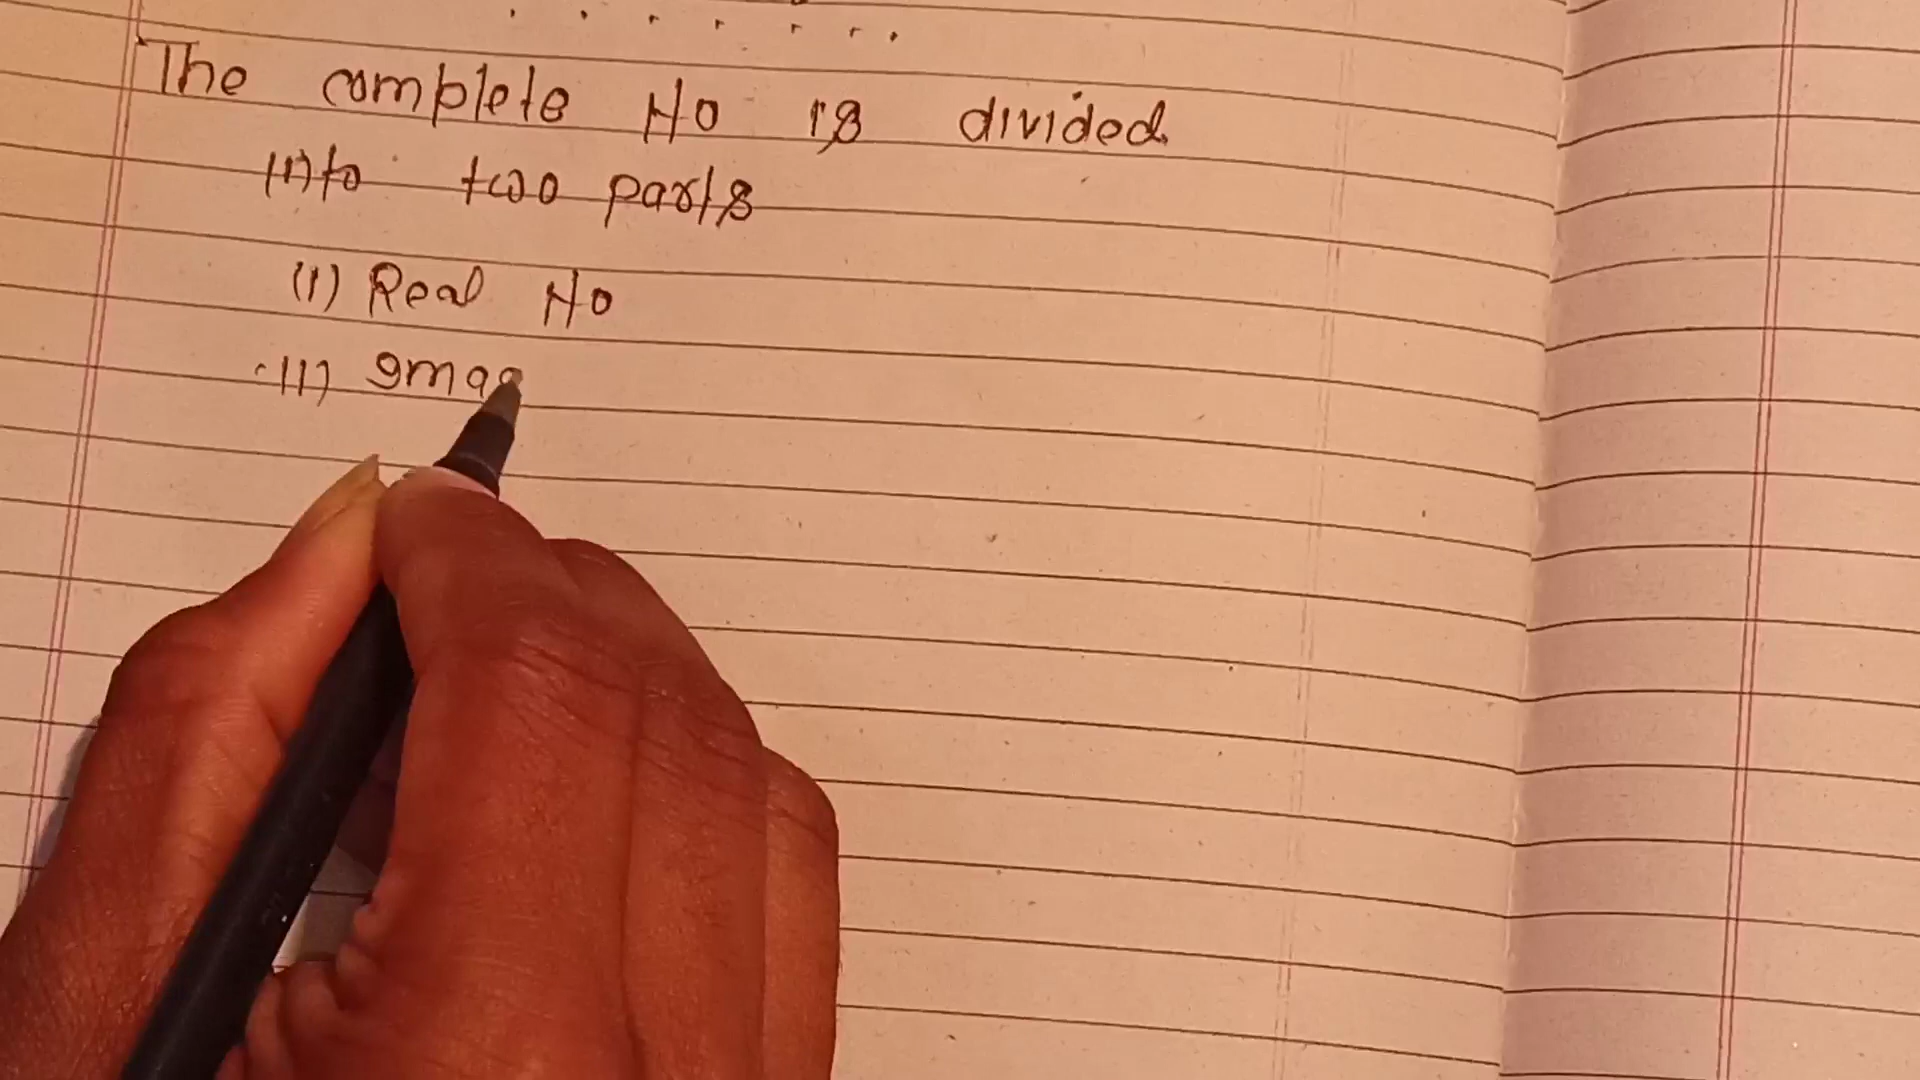 The complete No is divided
into two parts
(i) Real No
(ii) Imag